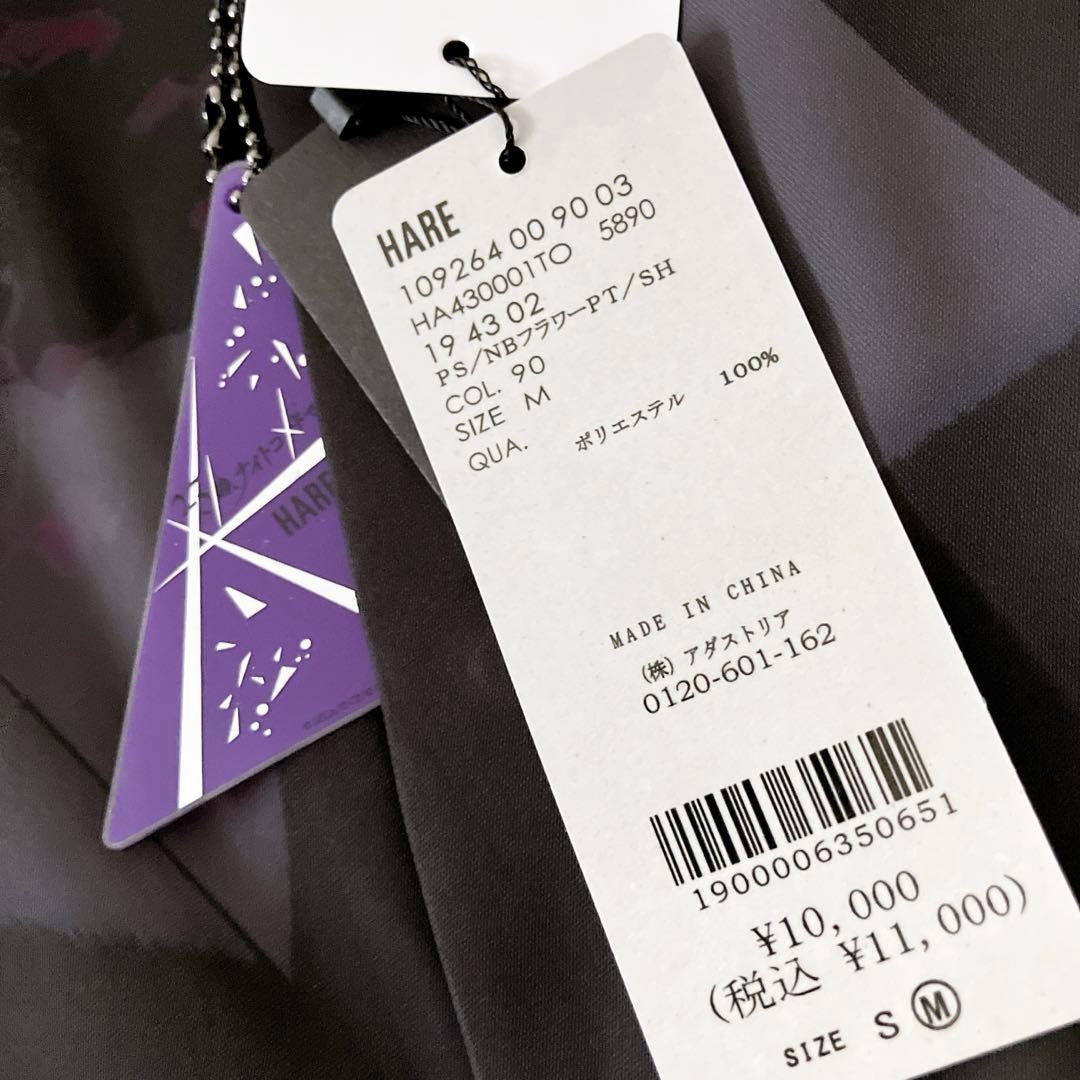 HARE
109264 00 90 03
HA430001TO 5890
19 43 02
PS/NBフラワーPT/SH
COL. 90
SIZE M
QUA. ポリエステル 100%
MADE IN CHINA
(株) アダストリア
0120-601-162
1900006350651
¥10,000
(税込 ¥11,000)
SIZE S M
HARE